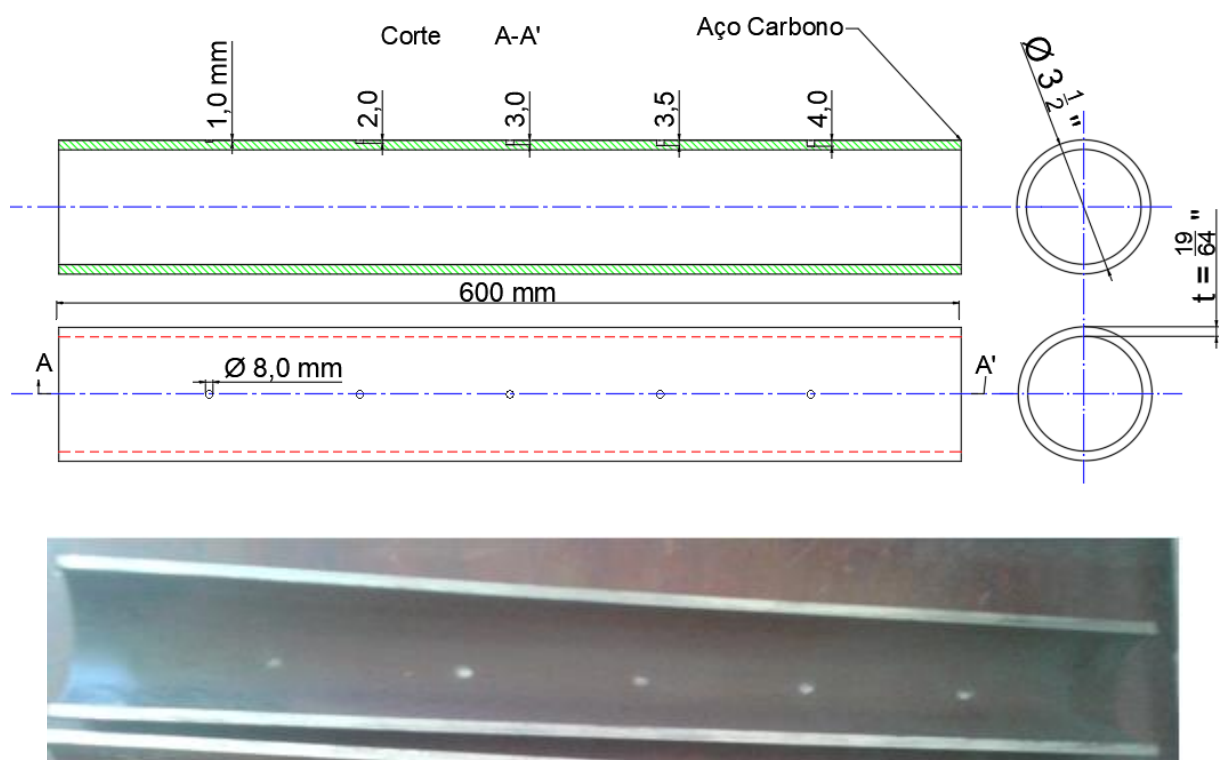 Corte A-A'
Aço Carbono
1,0 mm
2,0
3,0
3,5
4,0
Ø 3 1/2 "
t = 19/64 "
600 mm
A
Ø 8,0 mm
A'